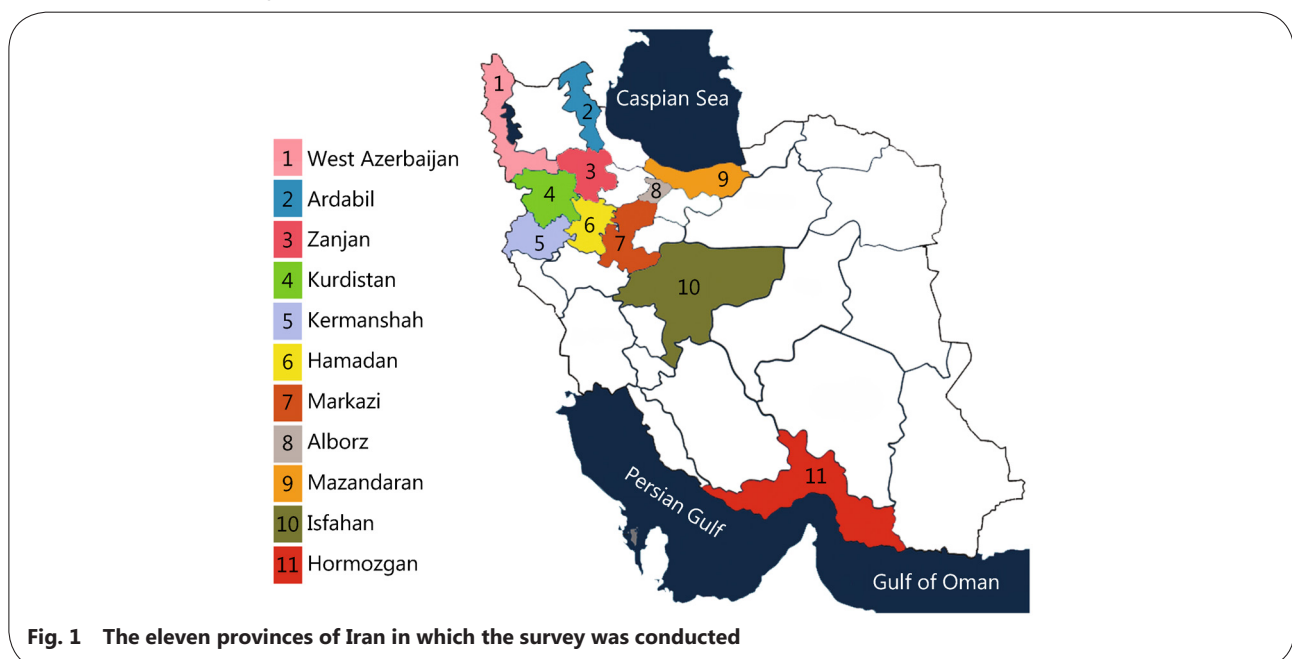 Caspian Sea
1
2
3
4
5
6
7
8
9
10
11
1 West Azerbaijan
2 Ardabil
3 Zanjan
4 Kurdistan
5 Kermanshah
6 Hamadan
7 Markazi
8 Alborz
9 Mazandaran
10 Isfahan
11 Hormozgan
Persian Gulf
Gulf of Oman
Fig. 1 The eleven provinces of Iran in which the survey was conducted